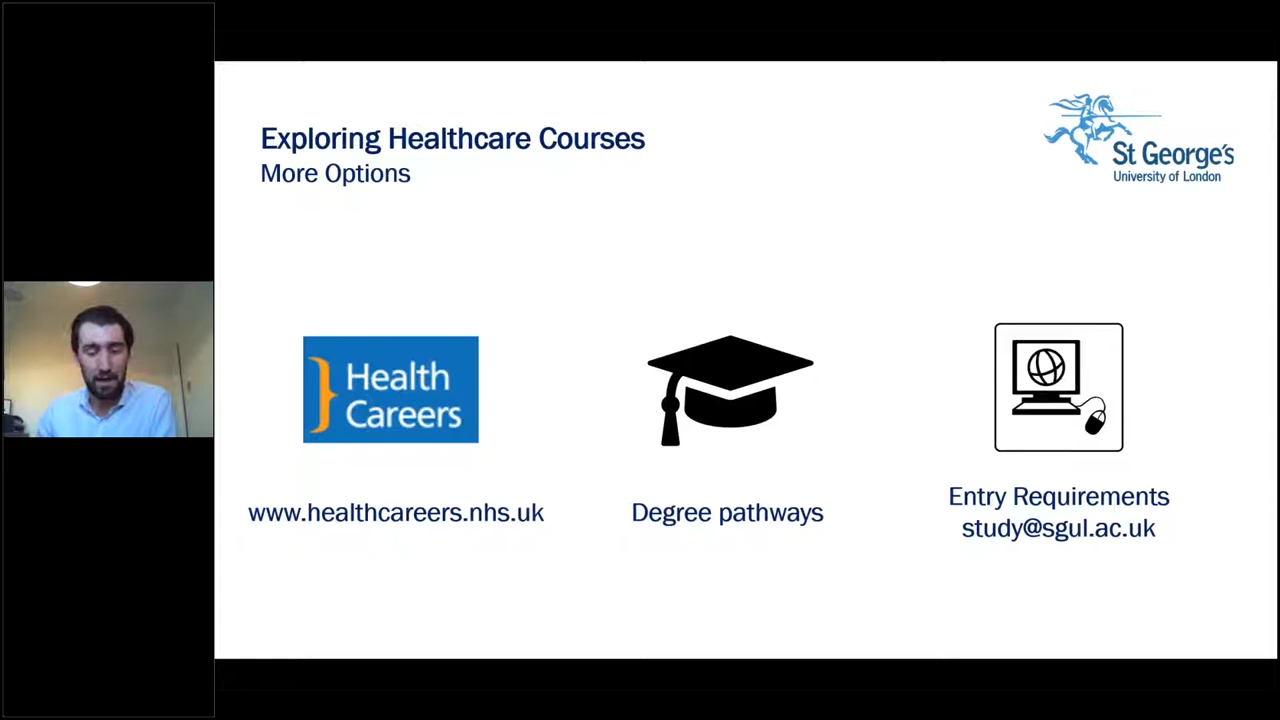 Exploring Healthcare Courses
More Options
St George's
University of London
Health
Careers
www.healthcareers.nhs.uk
Degree pathways
Entry Requirements
study@sgul.ac.uk